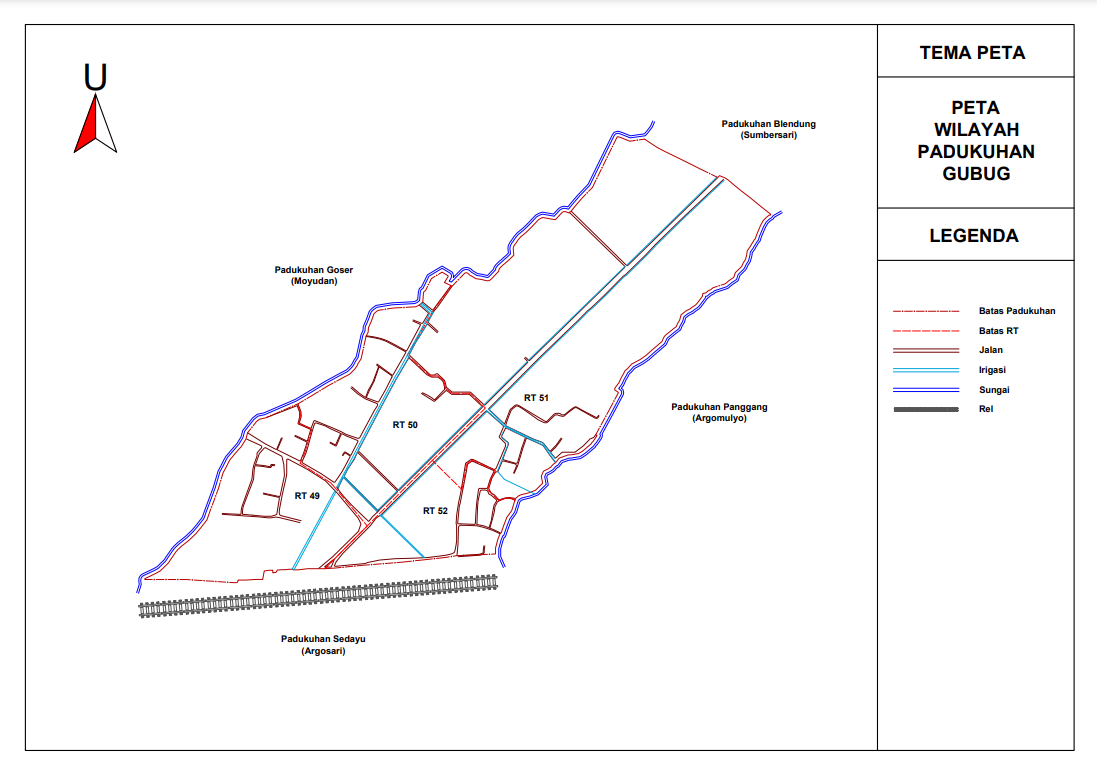 TEMA PETA
PETA
WILAYAH
PADUKUHAN
GUBUG
LEGENDA
Batas Padukuhan
Batas RT
Jalan
Irigasi
Sungai
Rel
U
Padukuhan Blendung
(Sumbersari)
Padukuhan Goser
(Moyudan)
RT 51
Padukuhan Panggang
(Argomulyo)
RT 50
RT 49
RT 52
Padukuhan Sedayu
(Argosari)